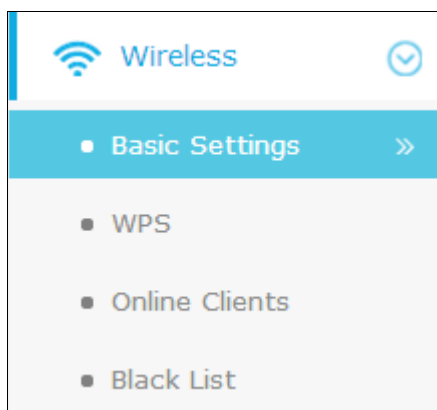 Wireless
Basic Settings
WPS
Online Clients
Black List